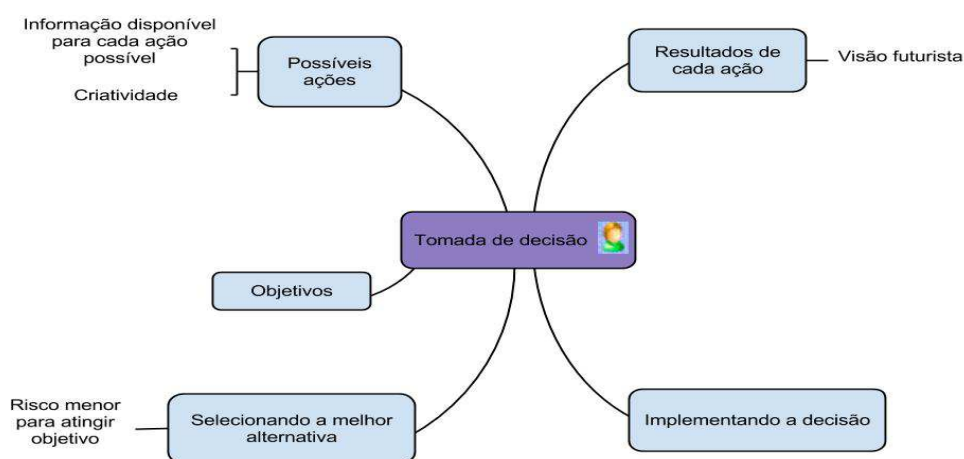 Informação disponível
para cada ação
possível
Criatividade
Possíveis
ações
Resultados de
cada ação
Visão futurista
Tomada de decisão
Objetivos
Risco menor
para atingir
objetivo
Selecionando a melhor
alternativa
Implementando a decisão